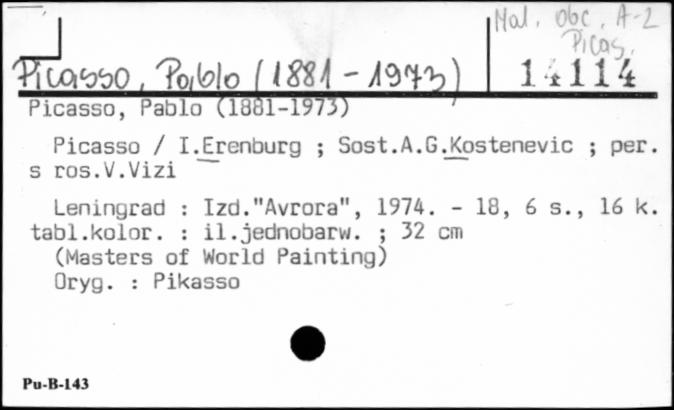 Mal. obc. A-2
Picas.
Picasso, Pablo (1881-1973)
14114
Picasso, Pablo (1881-1973)
Picasso / I.Erenburg ; Sost.A.G.Kostenevic ; per.
s ros.V.Vizi
Leningrad : Izd."Avrora", 1974. - 18, 6 s., 16 k.
tabl.kolor. : il.jednobarw. ; 32 cm
(Masters of World Painting)
Oryg. : Pikasso
Pu-B-143